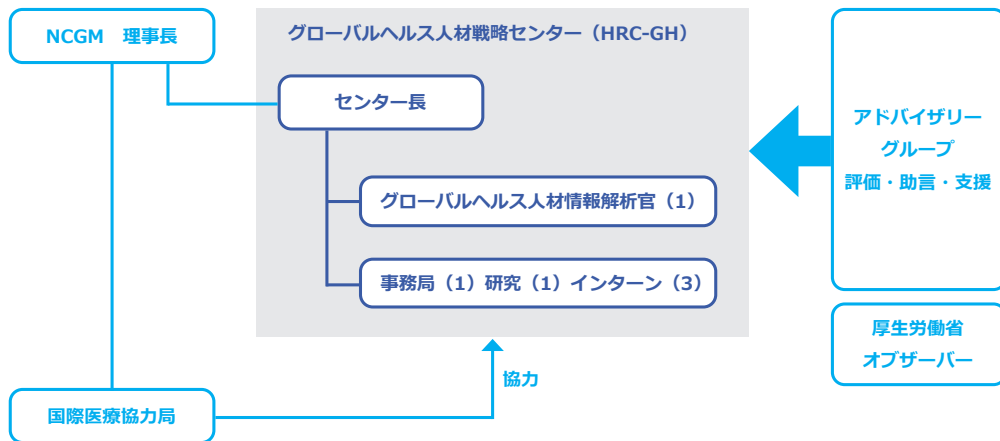 NCGM 理事長
グローバルヘルス人材戦略センター（HRC-GH）
センター長
グローバルヘルス人材情報解析官（1）
事務局（1）研究（1）インターン（3）
アドバイザリー
グループ
評価・助言・支援
厚生労働省
オブザーバー
協力
国際医療協力局